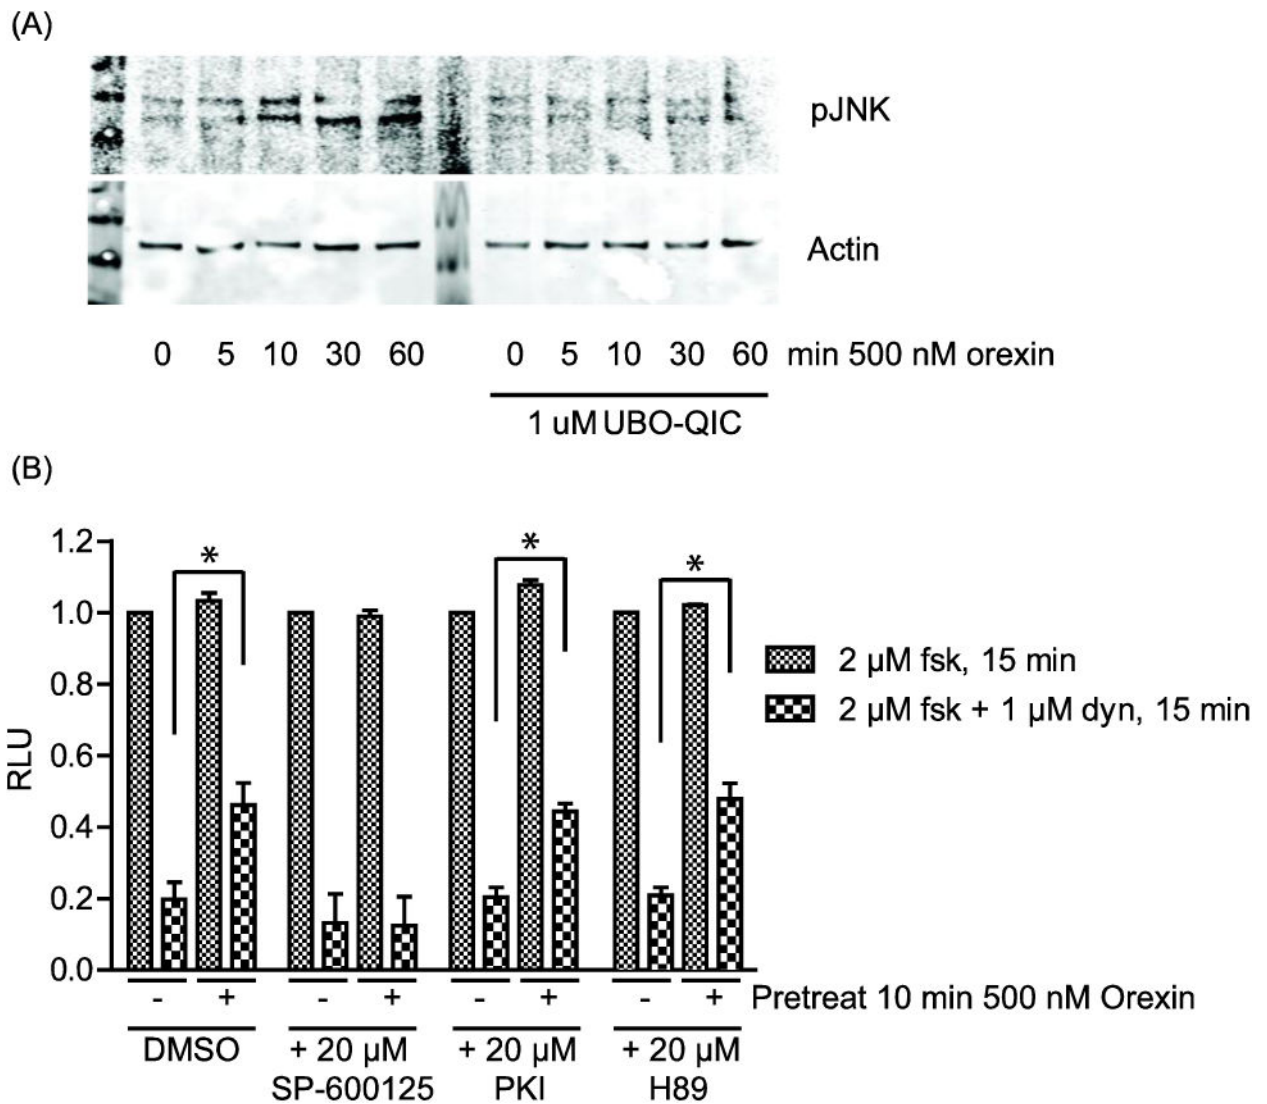 (A)
pJNK
Actin
0 5 10 30 60 0 5 10 30 60 min 500 nM orexin
1 uM UBO-QIC
(B)
1.2
1.0
0.8
0.6
0.4
0.2
0.0
RLU
* * *
2 µM fsk, 15 min
2 µM fsk + 1 µM dyn, 15 min
- + - + - + - + Pretreat 10 min 500 nM Orexin
DMSO + 20 µM + 20 µM + 20 µM
SP-600125 PKI H89